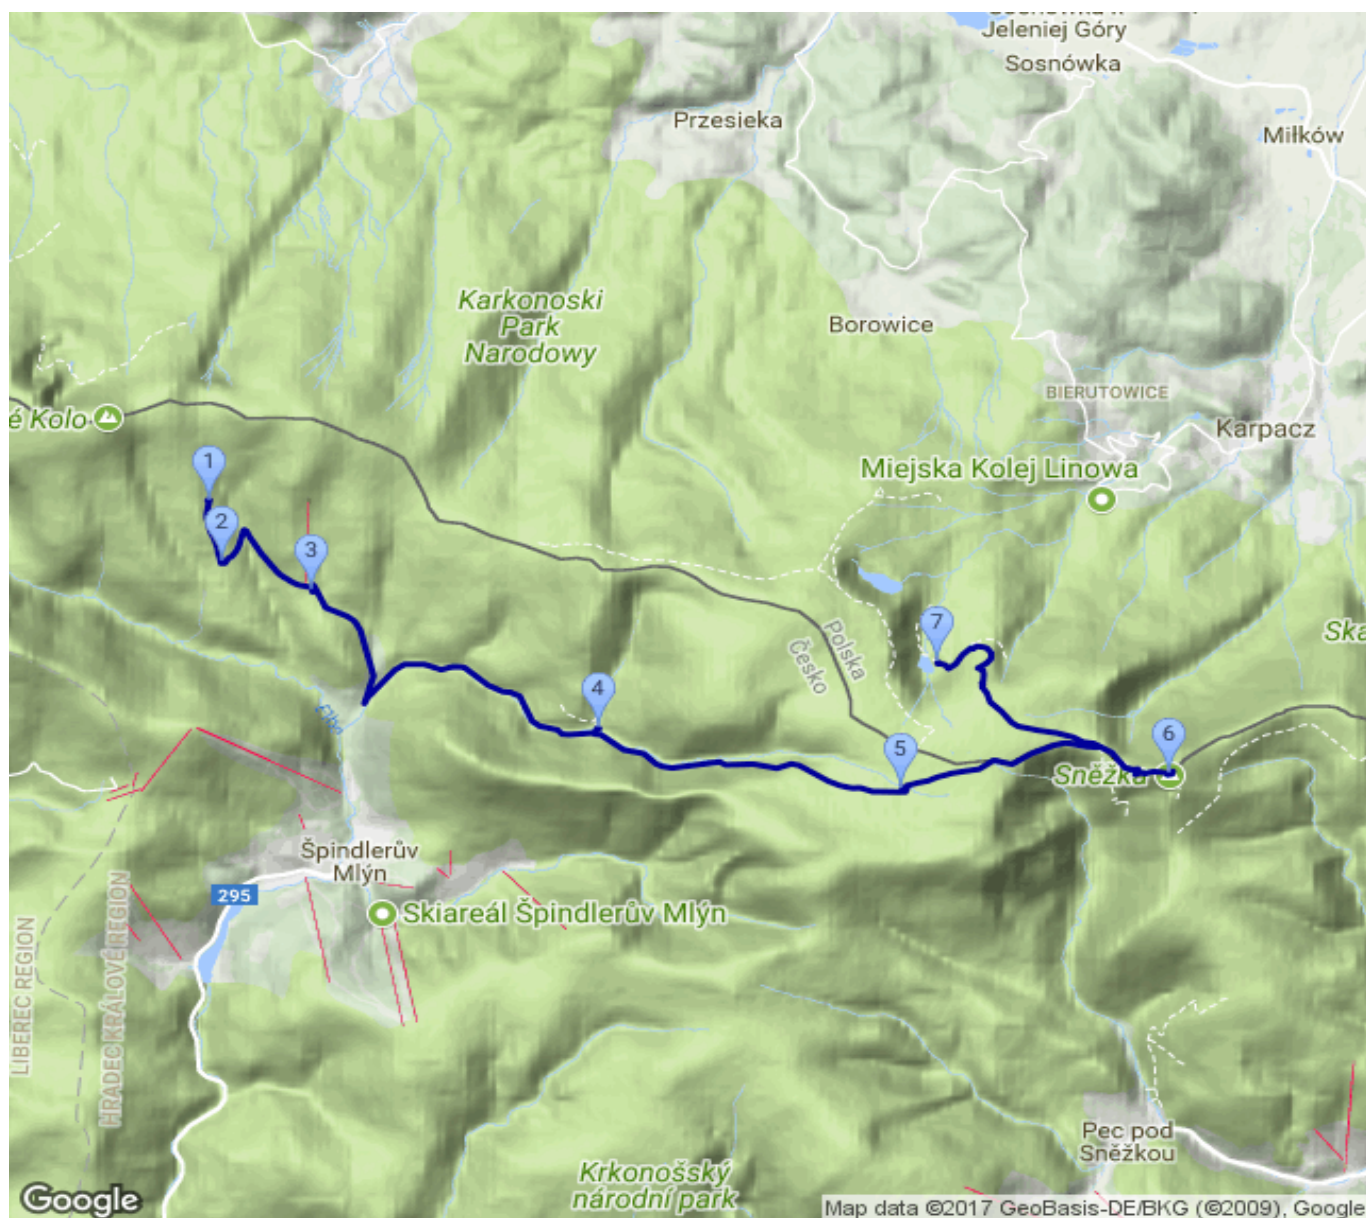 Sosnówka k
Jeleniej Góry
Sosnówka
Przesieka
Miłków
Karkonoski
Park
Narodowy
Borowice
BIERUTOWICE
é Kolo
Karpacz
Miejska Kolej Linowa
1
2
3
7
Polska
Česko
Ska
4
5
6
Sněžka
Špindlerův
Mlýn
295
Skiareál Špindlerův Mlýn
LIBEREC REGION
HRADEC KRÁLOVÉ REGION
Pec pod
Sněžkou
Krkonošský
národní park
Google
Map data ©2017 GeoBasis-DE/BKG (©2009), Google